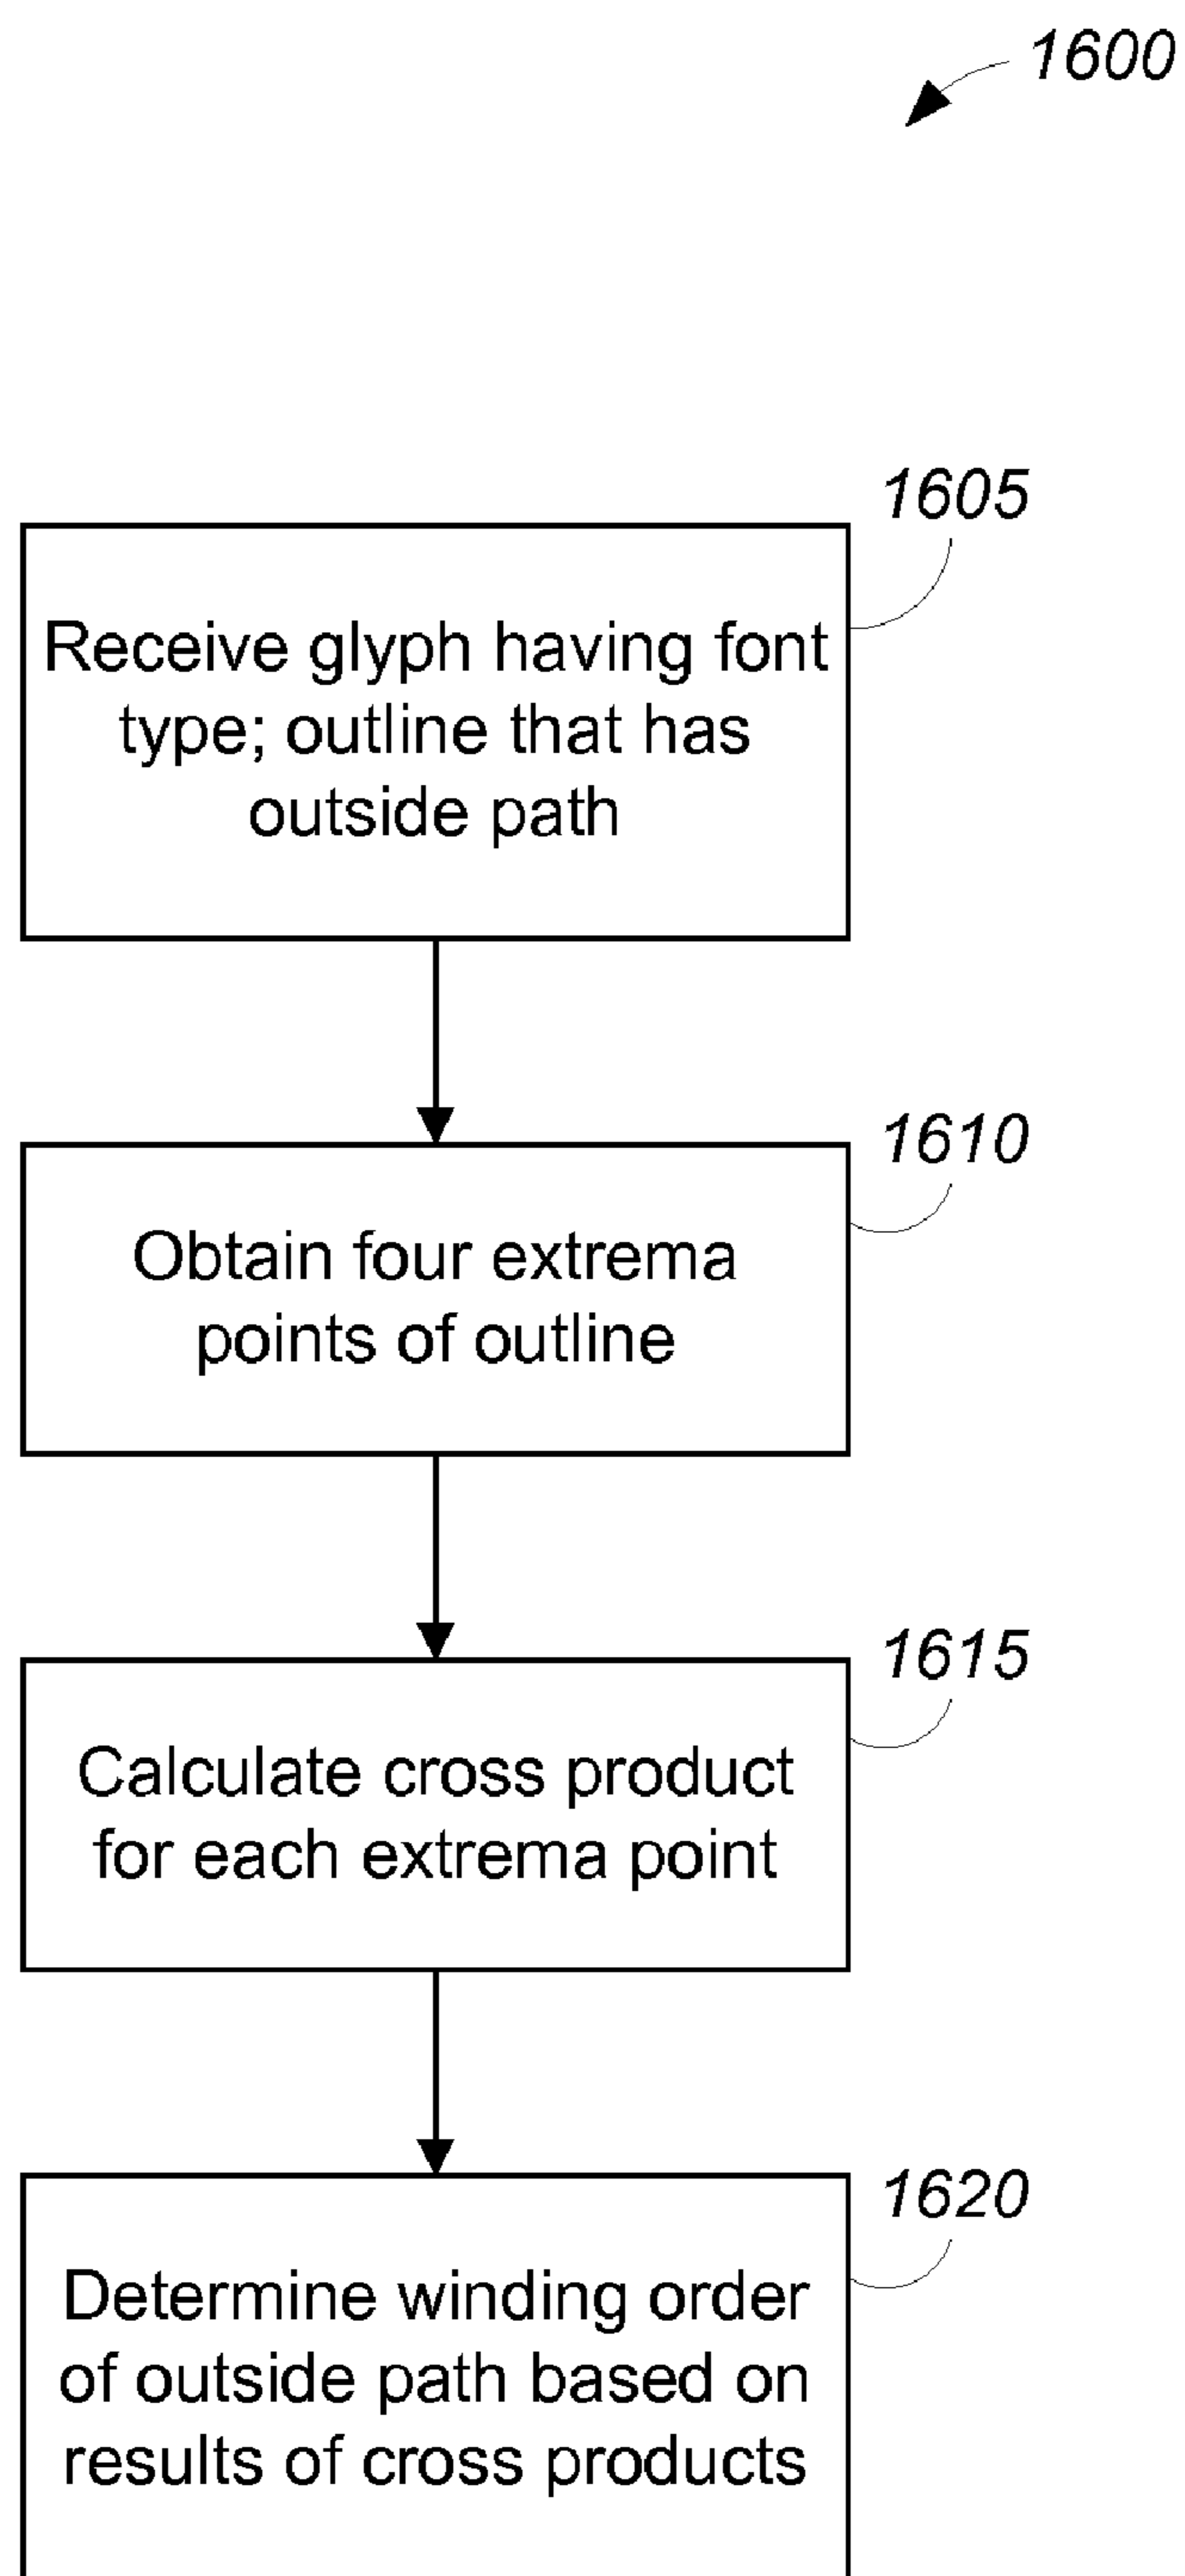 1600
1605
Receive glyph having font
type; outline that has
outside path
1610
Obtain four extrema
points of outline
1615
Calculate cross product
for each extrema point
1620
Determine winding order
of outside path based on
results of cross products